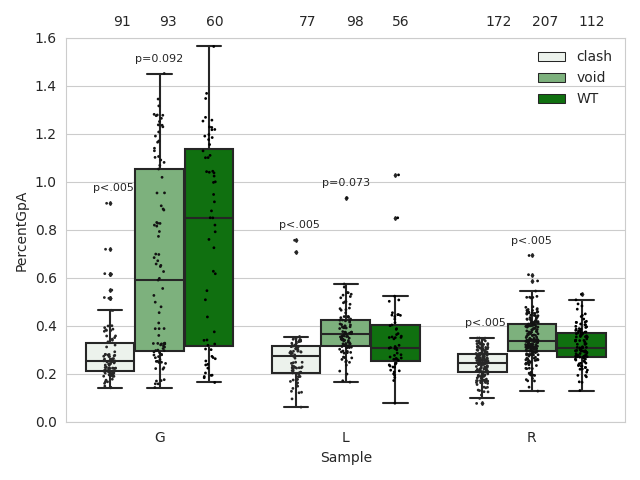 91 93 60 77 98 56 172 207 112
1.6
1.4
1.2
1.0
0.8
0.6
0.4
0.2
0.0
PercentGpA
p<.005
p=0.092
p<.005
p=0.073
p<.005
p<.005
clash
void
WT
G L R
Sample